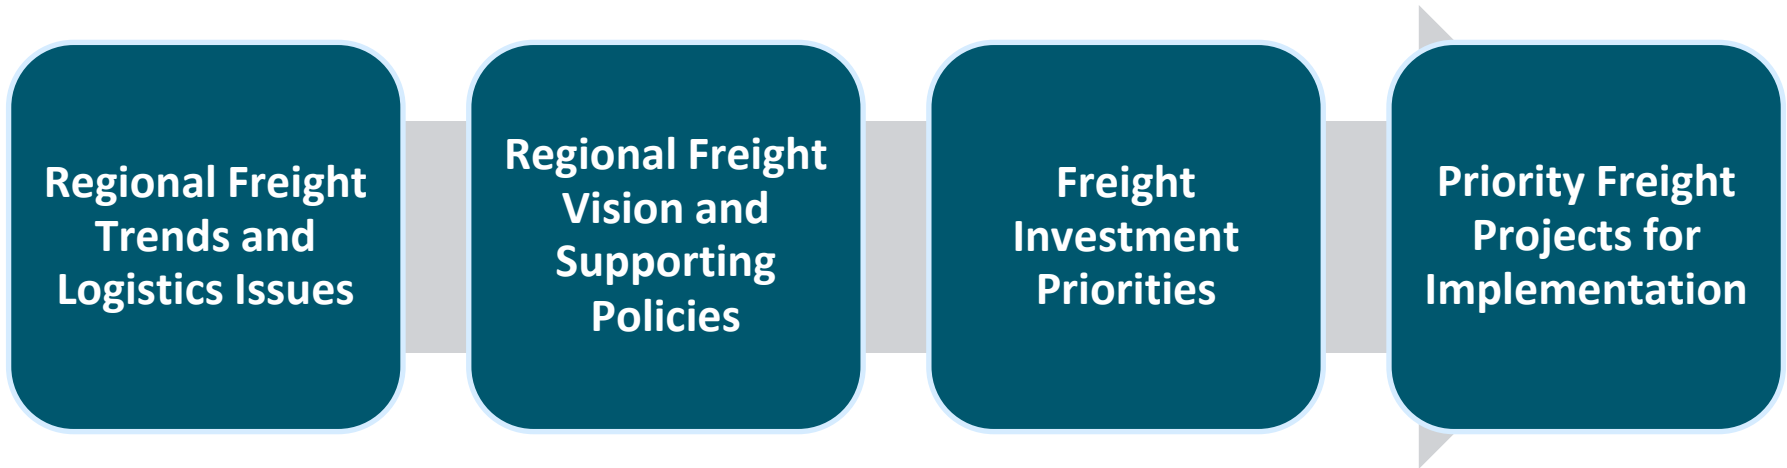 Regional Freight
Trends and
Logistics Issues
Regional Freight
Vision and
Supporting
Policies
Freight
Investment
Priorities
Priority Freight
Projects for
Implementation